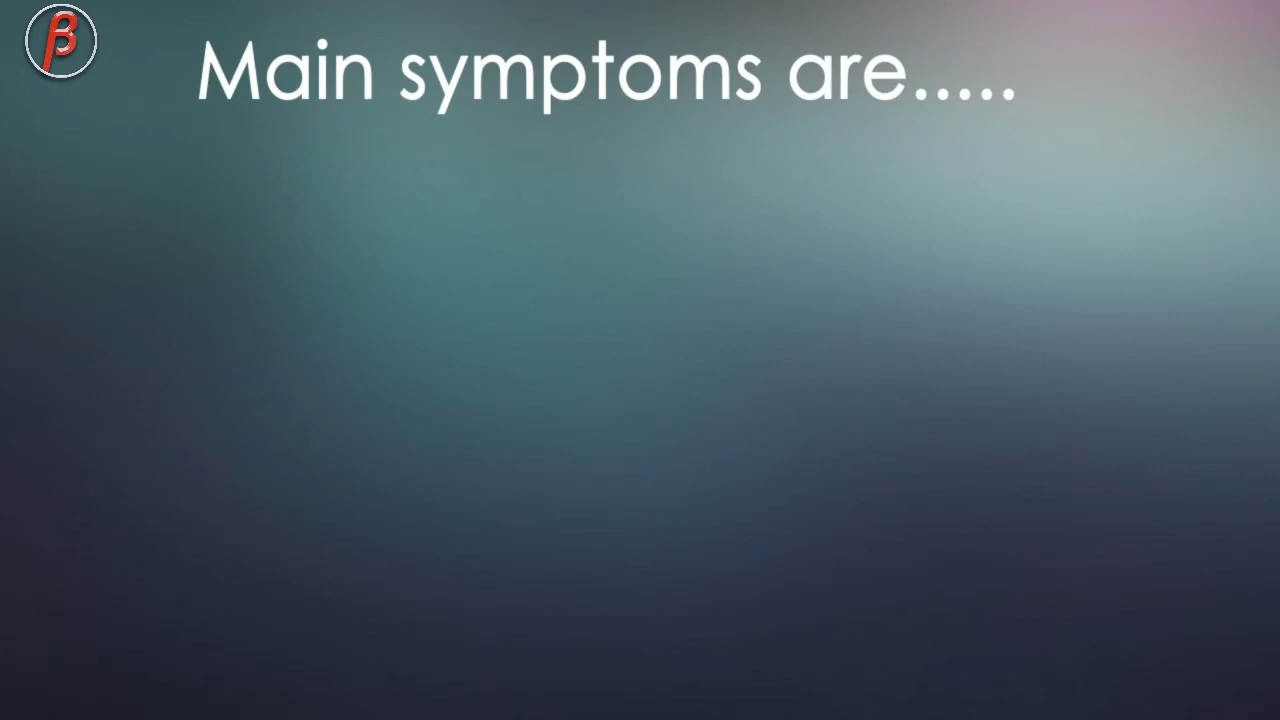 β
Main symptoms are.....